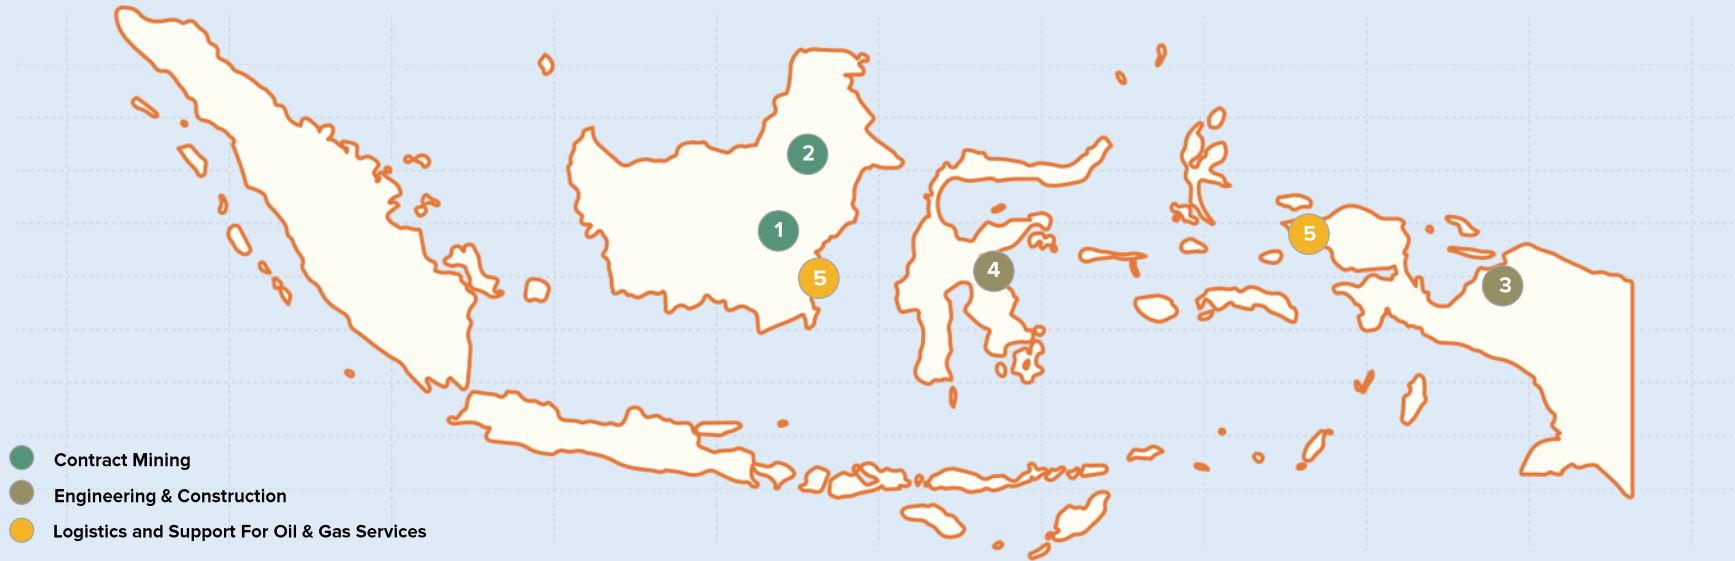 2
1
5
5
4
3
Contract Mining
Engineering & Construction
Logistics and Support For Oil & Gas Services